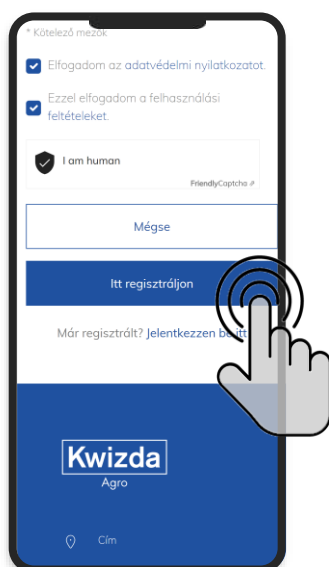 * Kötelező mezők
Elfogadom az adatvédelmi nyilatkozatot.
Ezzel elfogadom a felhasználási
feltételeket.
I am human
FriendlyCaptcha ⇗
Mégse
Itt regisztráljon
Már regisztrált? Jelentkezzen be itt
Kwizda
Agro
Cím